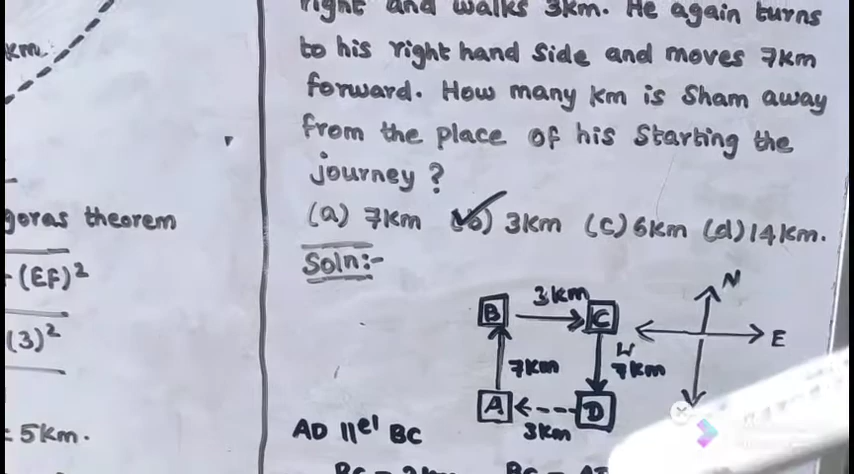 km
goras theorem
(EF)²
(3)²
= 5km.
right and walks 3km. He again turns
to his right hand Side and moves 7km
forward. How many km is Sham away
from the place of his Starting the
journey ?
(a) 7km (b) 3km (c) 6km (d) 14km.
Soln:-
3km
B C
7km 7km
A D
3km
N
E
W
AD ||el BC